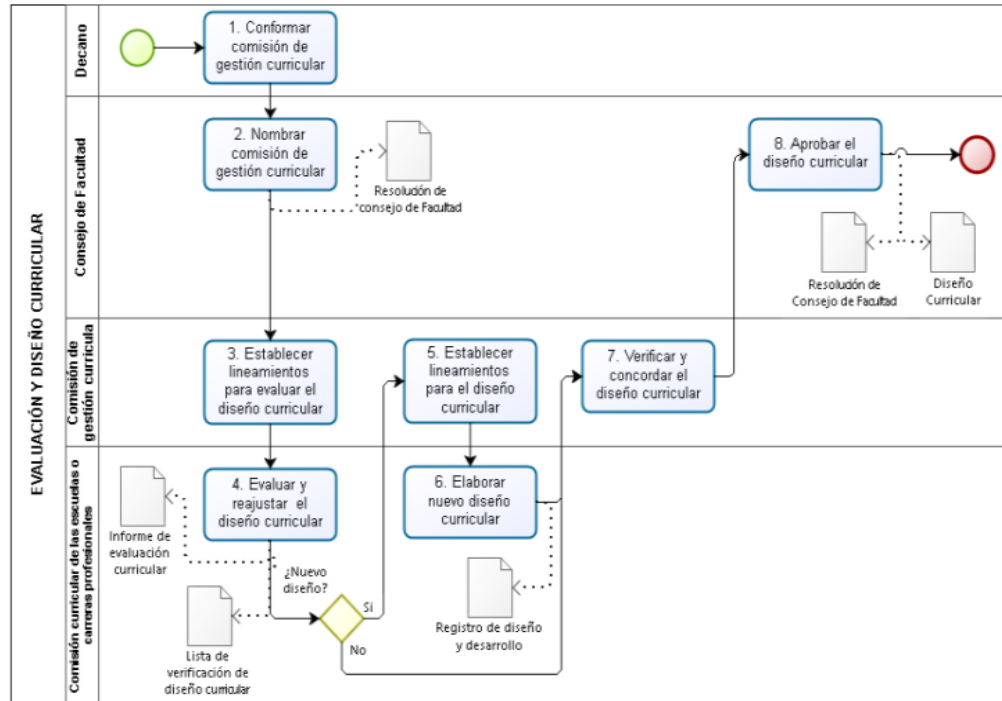 EVALUACIÓN Y DISEÑO CURRICULAR
Decano
1. Conformar
comisión de
gestión curricular
Consejo de Facultad
2. Nombrar
comisión de
gestión curricular
Resolución de
consejo de Facultad
8. Aprobar el
diseño curricular
Resolución de
Consejo de Facultad
Diseño
Curricular
Comisión de
gestión currícula
3. Establecer
lineamientos
para evaluar el
diseño curricular
5. Establecer
lineamientos
para el diseño
curricular
7. Verificar y
concordar el
diseño curricular
Comisión curricular de las escuelas o
carreras profesionales
4. Evaluar y
reajustar el
diseño curricular
Informe de
evaluación
curricular
Lista de
verificación de
diseño curricular
¿Nuevo
diseño?
Si
No
6. Elaborar
nuevo diseño
curricular
Registro de diseño
y desarrollo